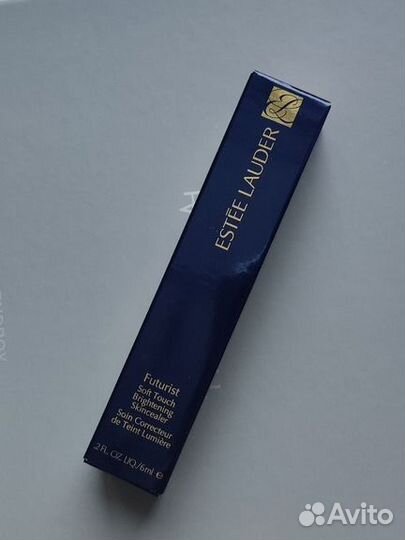 ESTĒE LAUDER
Futurist
Soft Touch
Brightening
Skincealer
Soin Correcteur
de Teint Lumière
.2 FL.OZ.LIQ./6ml e
Avito